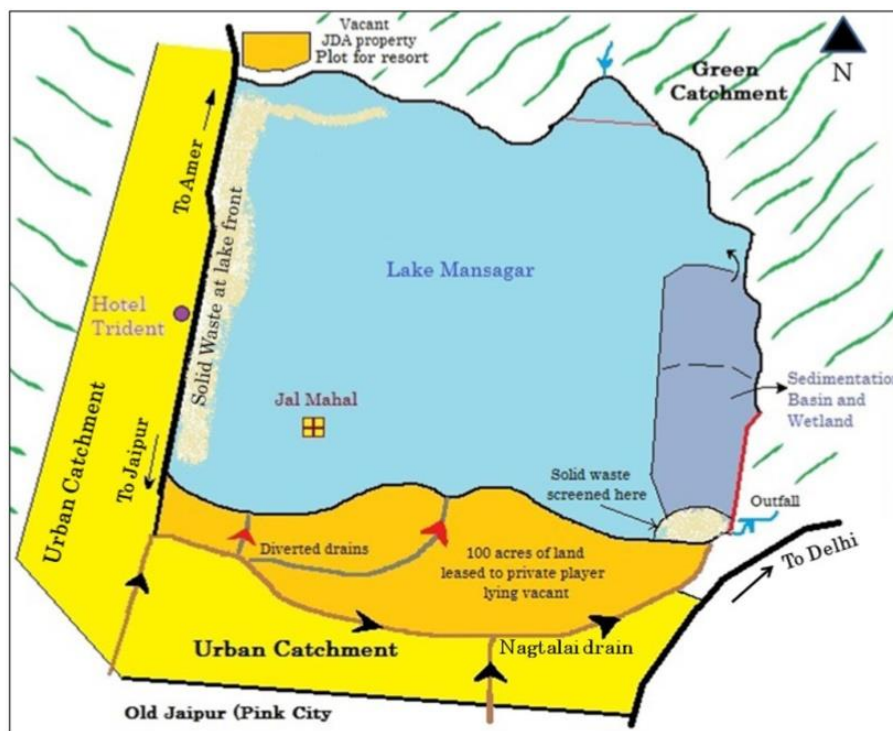 Vacant
JDA property
Plot for resort
N
Green
Catchment
To Amer
Solid Waste at lake front
Lake Mansagar
Hotel
Trident
Jal Mahal
Sedimentation
Basin and
Wetland
Urban Catchment
To Jaipur
Solid waste
screened here
Outfall
Diverted drains
100 acres of land
leased to private player
lying vacant
To Delhi
Urban Catchment
Nagtalai drain
Old Jaipur (Pink City